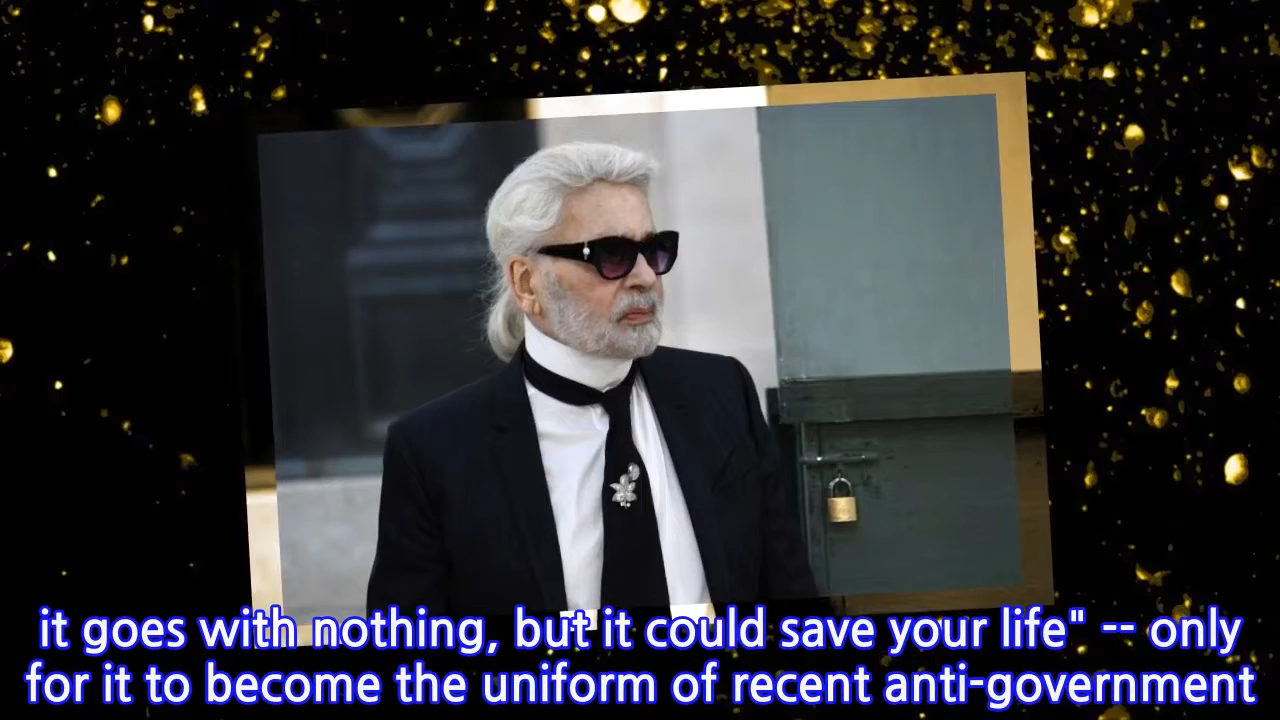 it goes with nothing, but it could save your life" -- only
for it to become the uniform of recent anti-government